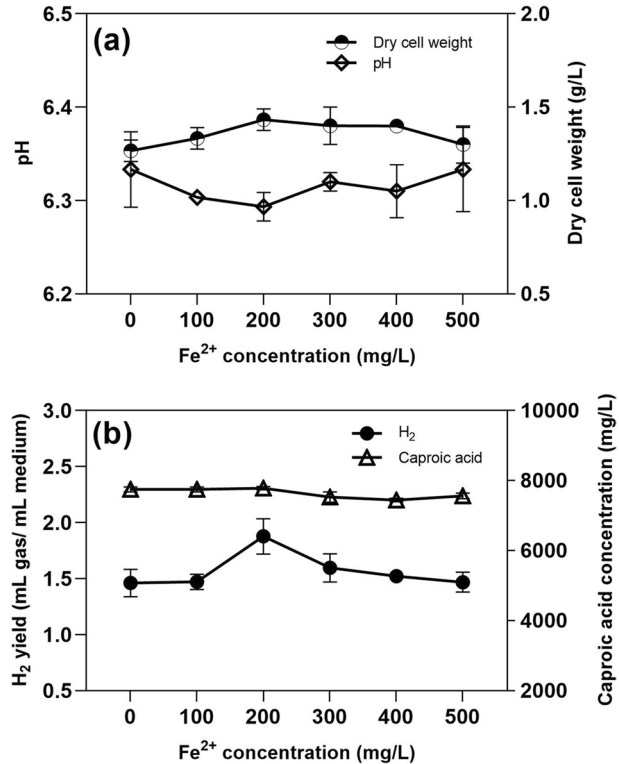 (a)
Dry cell weight
pH
6.5
6.4
6.3
6.2
pH
2.0
1.5
1.0
0.5
Dry cell weight (g/L)
0 100 200 300 400 500
Fe²⁺ concentration (mg/L)
(b)
H₂
Caproic acid
3.0
2.5
2.0
1.5
1.0
0.5
H₂ yield (mL gas/ mL medium)
10000
8000
6000
4000
2000
Caproic acid concentration (mg/L)
0 100 200 300 400 500
Fe²⁺ concentration (mg/L)